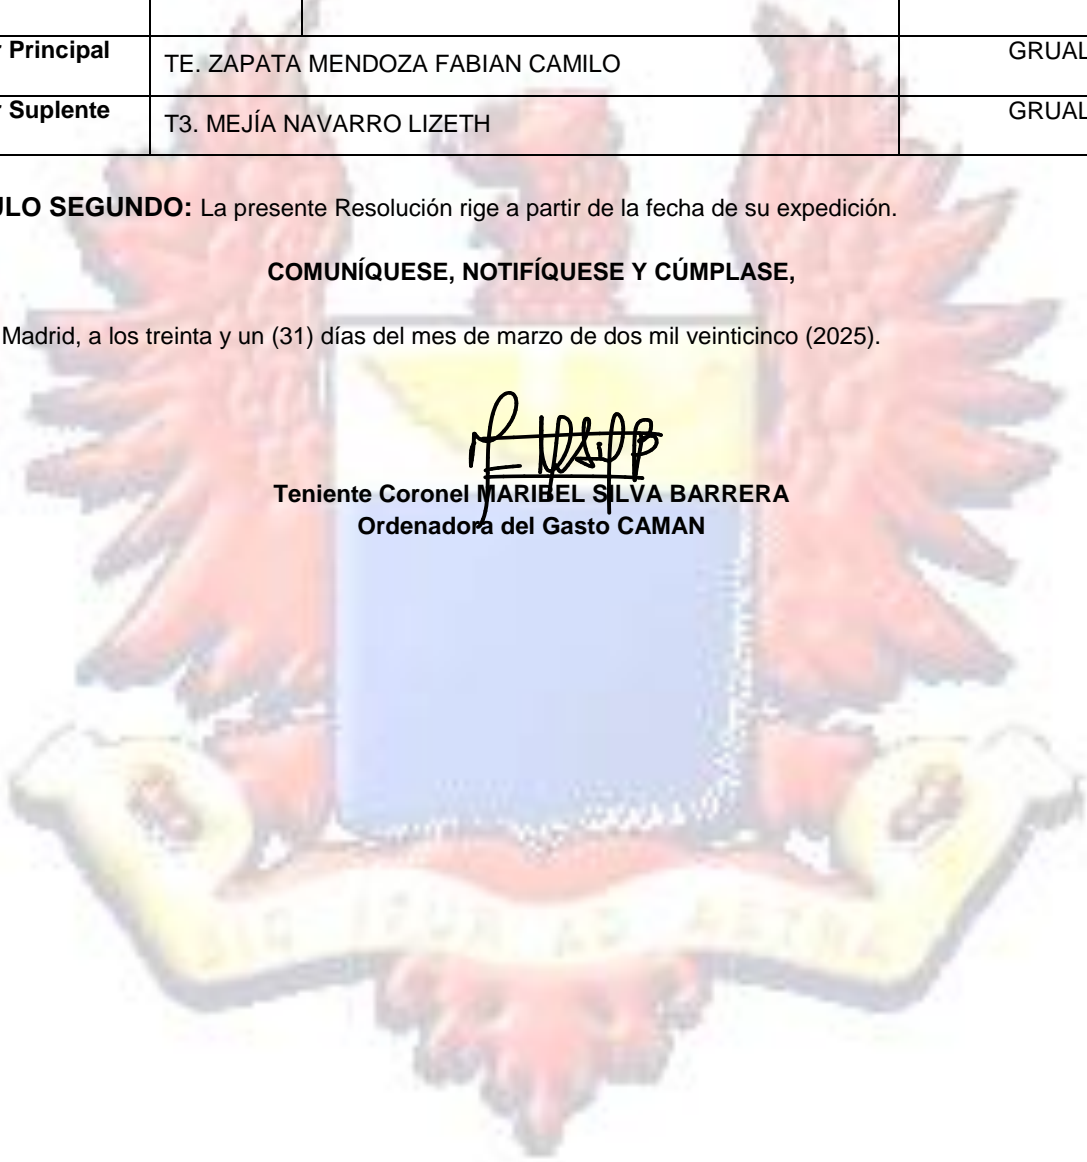 r Principal TE. ZAPATA MENDOZA FABIAN CAMILO GRUAL
r Suplente T3. MEJÍA NAVARRO LIZETH GRUAL
ULO SEGUNDO: La presente Resolución rige a partir de la fecha de su expedición.
COMUNÍQUESE, NOTIFÍQUESE Y CÚMPLASE,
Madrid, a los treinta y un (31) días del mes de marzo de dos mil veinticinco (2025).
Teniente Coronel MARIBEL SILVA BARRERA
Ordenadora del Gasto CAMAN